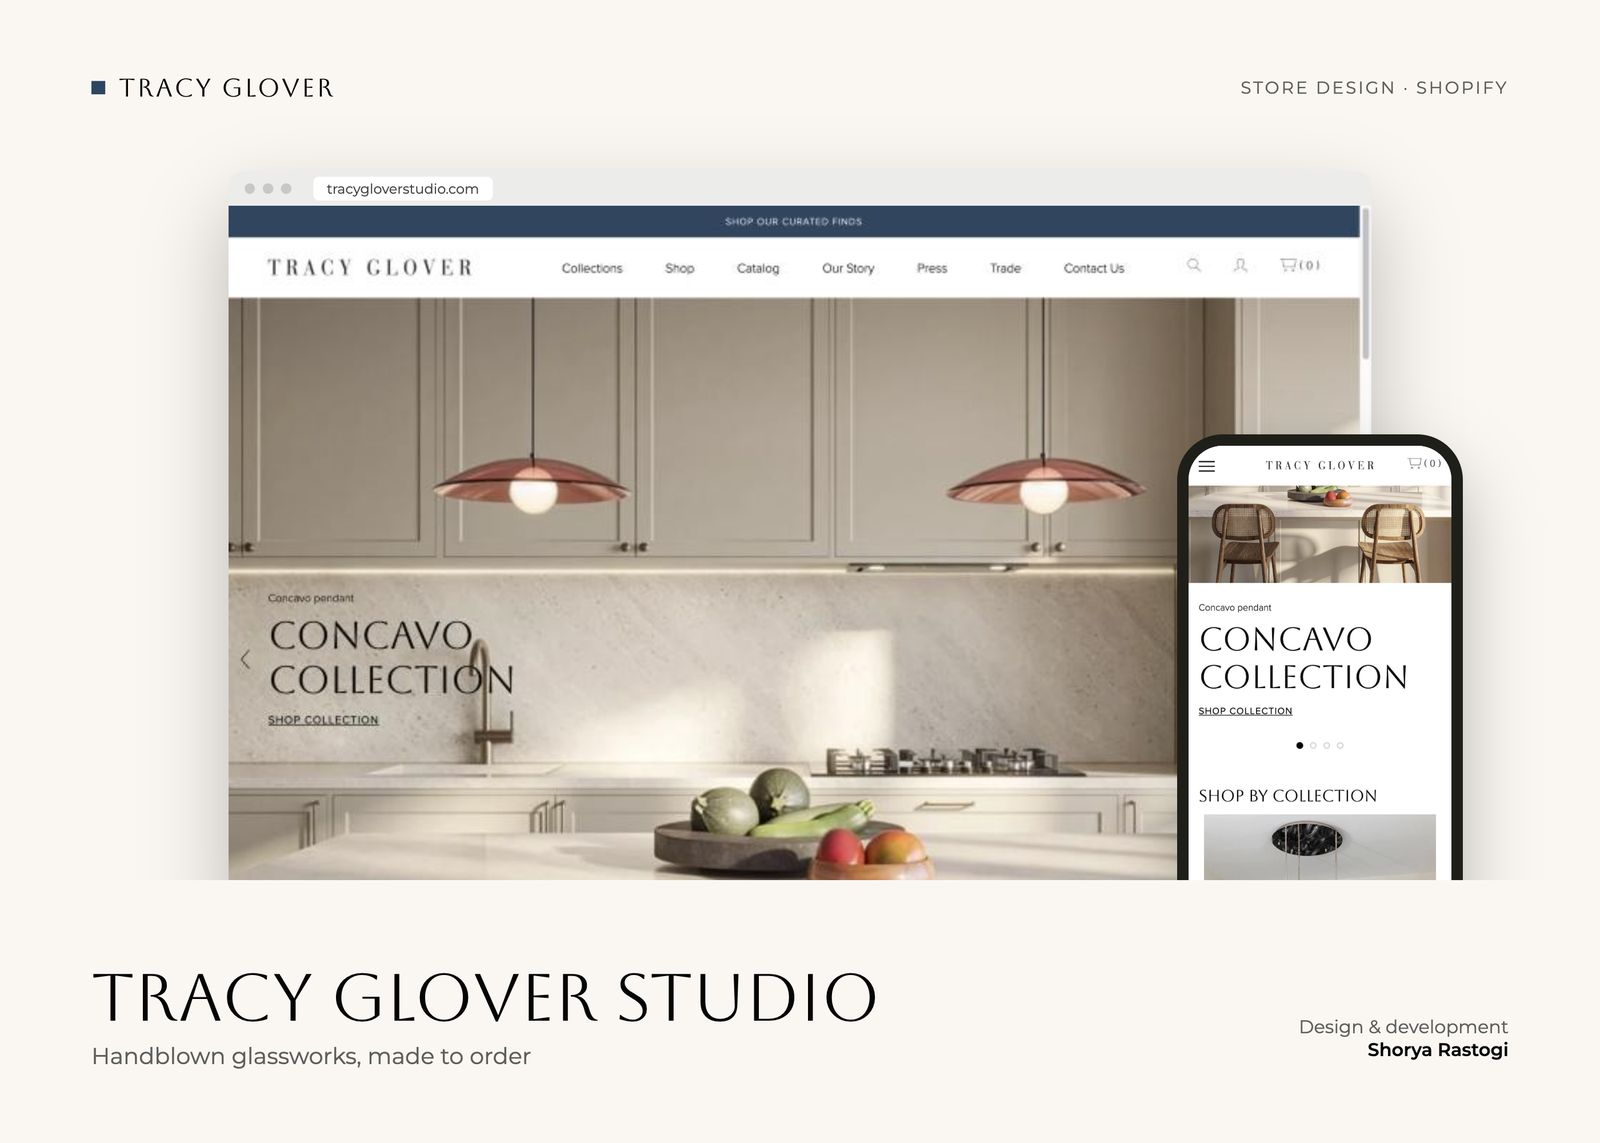 TRACY GLOVER
STORE DESIGN · SHOPIFY
tracygloverstudio.com
SHOP OUR CURATED FINDS
TRACY GLOVER
Collections Shop Catalog Our Story Press Trade Contact Us (0)
Concavo pendant
CONCAVO
COLLECTION
SHOP COLLECTION
TRACY GLOVER (0)
Concavo pendant
CONCAVO
COLLECTION
SHOP COLLECTION
SHOP BY COLLECTION
TRACY GLOVER STUDIO
Handblown glassworks, made to order
Design & development
Shorya Rastogi